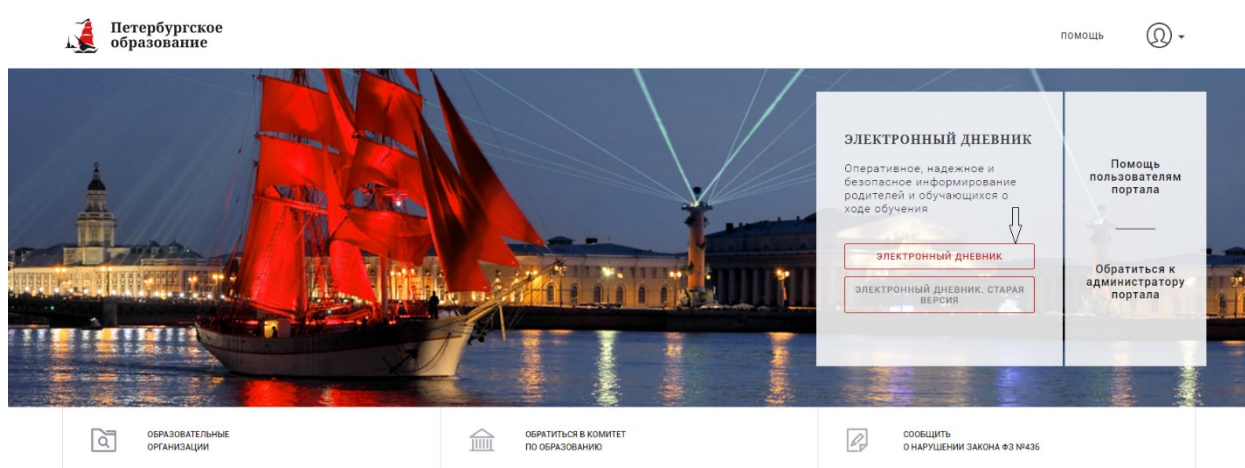 Петербургское
образование
ПОМОЩЬ
ЭЛЕКТРОННЫЙ ДНЕВНИК
Оперативное, надежное и
безопасное информирование
родителей и обучающихся о
ходе обучения
ЭЛЕКТРОННЫЙ ДНЕВНИК
ЭЛЕКТРОННЫЙ ДНЕВНИК. СТАРАЯ
ВЕРСИЯ
Помощь
пользователям
портала
Обратиться к
администратору
портала
ОБРАЗОВАТЕЛЬНЫЕ
ОРГАНИЗАЦИИ
ОБРАТИТЬСЯ В КОМИТЕТ
ПО ОБРАЗОВАНИЮ
СООБЩИТЬ
О НАРУШЕНИИ ЗАКОНА ФЗ №436